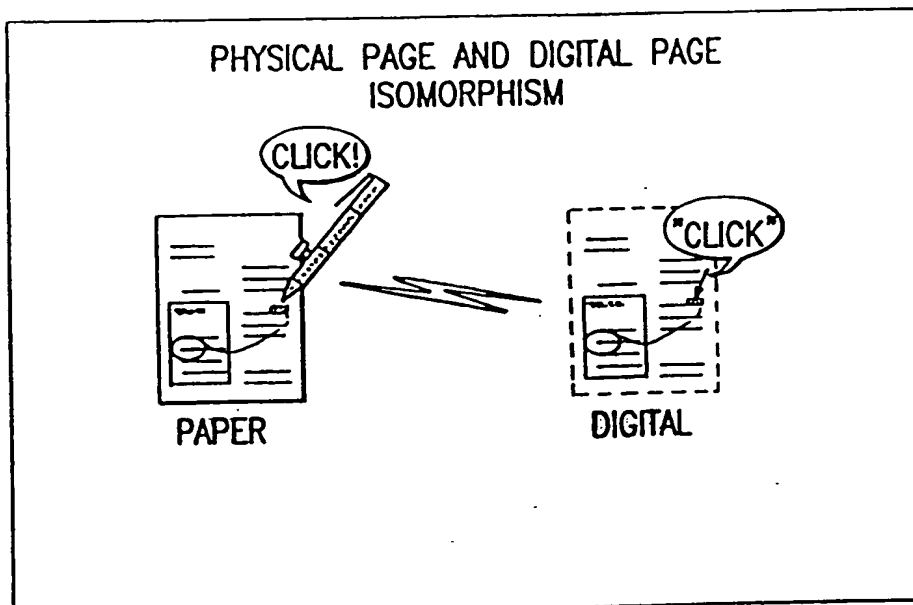 PHYSICAL PAGE AND DIGITAL PAGE
ISOMORPHISM
CLICK!
"CLICK"
PAPER
DIGITAL